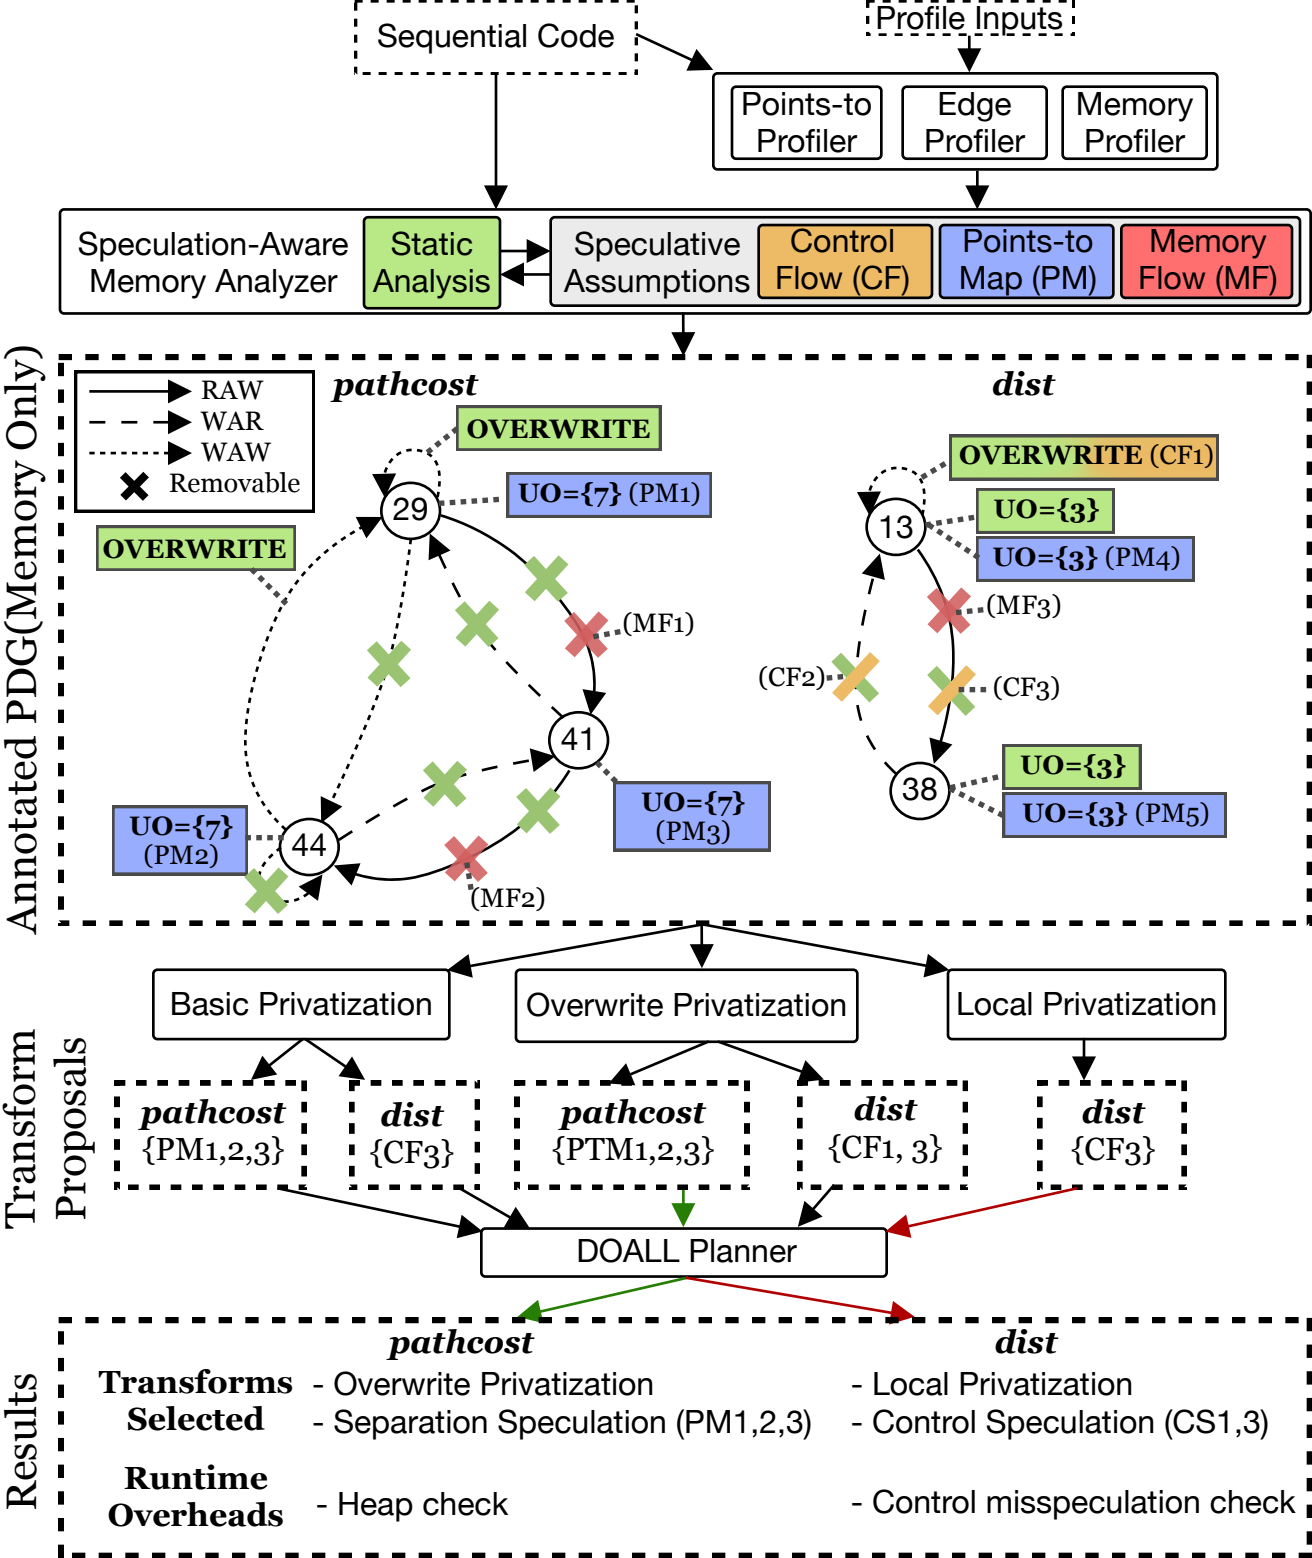 Sequential Code
Profile Inputs
Points-to
Profiler
Edge
Profiler
Memory
Profiler
Speculation-Aware
Memory Analyzer
Static
Analysis
Speculative
Assumptions
Control
Flow (CF)
Points-to
Map (PM)
Memory
Flow (MF)
Annotated PDG(Memory Only)
RAW
WAR
WAW
Removable
pathcost
OVERWRITE
UO={7} (PM1)
29
OVERWRITE
(MF1)
41
UO={7}
(PM3)
UO={7}
(PM2)
44
(MF2)
dist
OVERWRITE (CF1)
13
UO={3}
UO={3} (PM4)
(MF3)
(CF2)
(CF3)
38
UO={3}
UO={3} (PM5)
Transform
Proposals
Basic Privatization
Overwrite Privatization
Local Privatization
pathcost
{PM1,2,3}
dist
{CF3}
pathcost
{PTM1,2,3}
dist
{CF1, 3}
dist
{CF3}
DOALL Planner
Results
pathcost
dist
Transforms
Selected
- Overwrite Privatization
- Separation Speculation (PM1,2,3)
- Local Privatization
- Control Speculation (CS1,3)
Runtime
Overheads
- Heap check
- Control misspeculation check